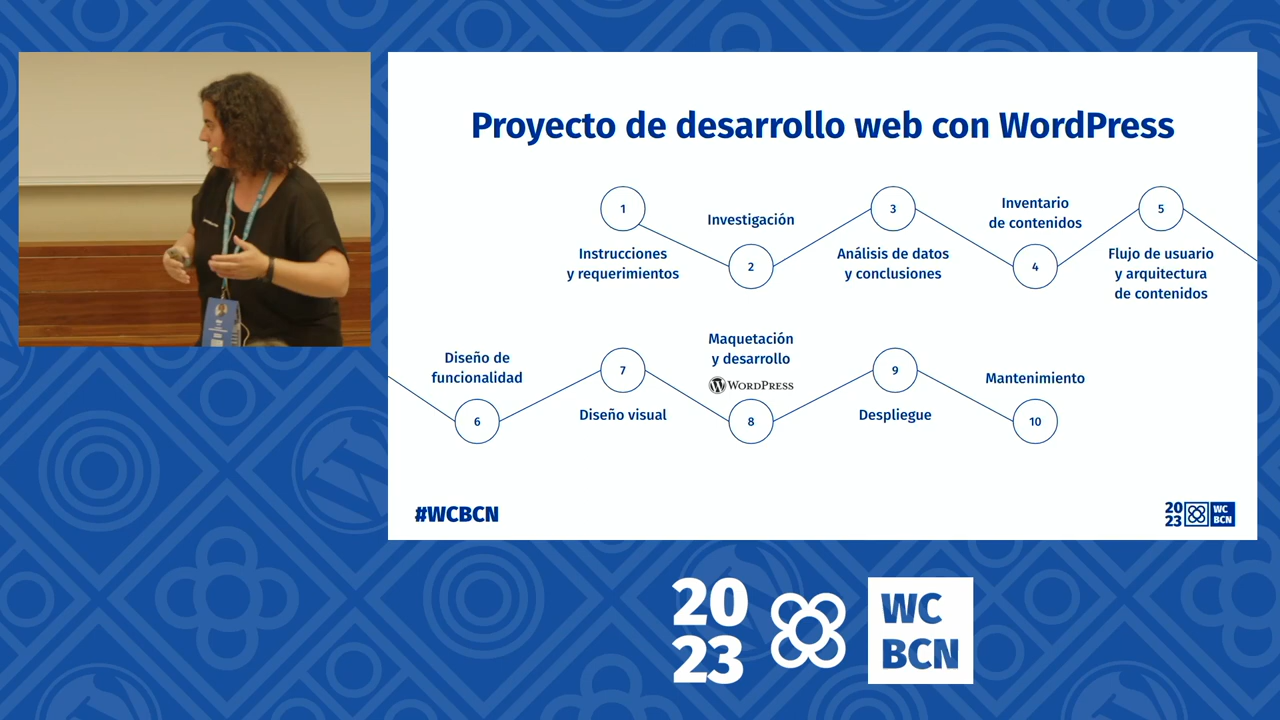 Proyecto de desarrollo web con WordPress
1
Instrucciones
y requerimientos
Investigación
2
3
Análisis de datos
y conclusiones
Inventario
de contenidos
4
5
Flujo de usuario
y arquitectura
de contenidos
Diseño de
funcionalidad
6
7
Diseño visual
Maquetación
y desarrollo
WORDPRESS
8
9
Despliegue
Mantenimiento
10
#WCBCN
20
23
WC
BCN
20
23
WC
BCN